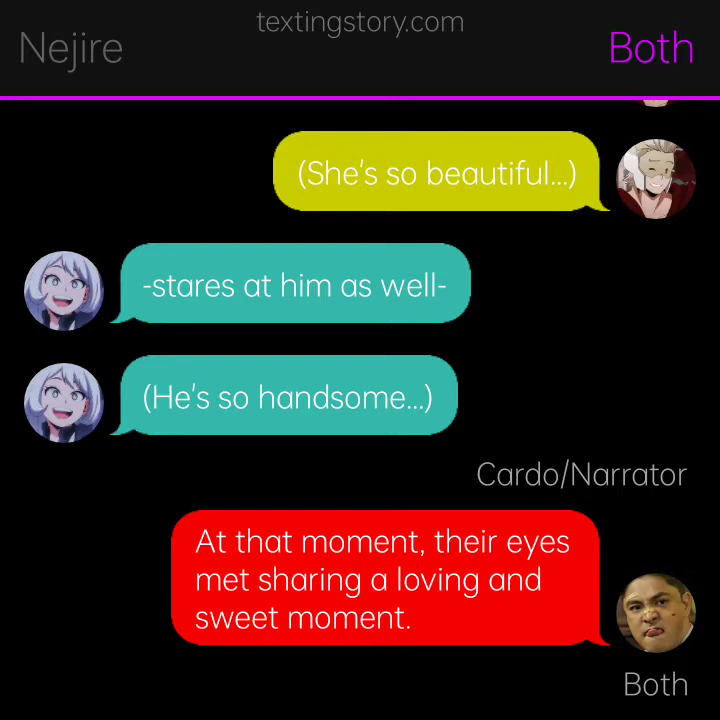 textingstory.com
Nejire
Both
(She's so beautiful...)
-stares at him as well-
(He's so handsome...)
Cardo/Narrator
At that moment, their eyes
met sharing a loving and
sweet moment.
Both